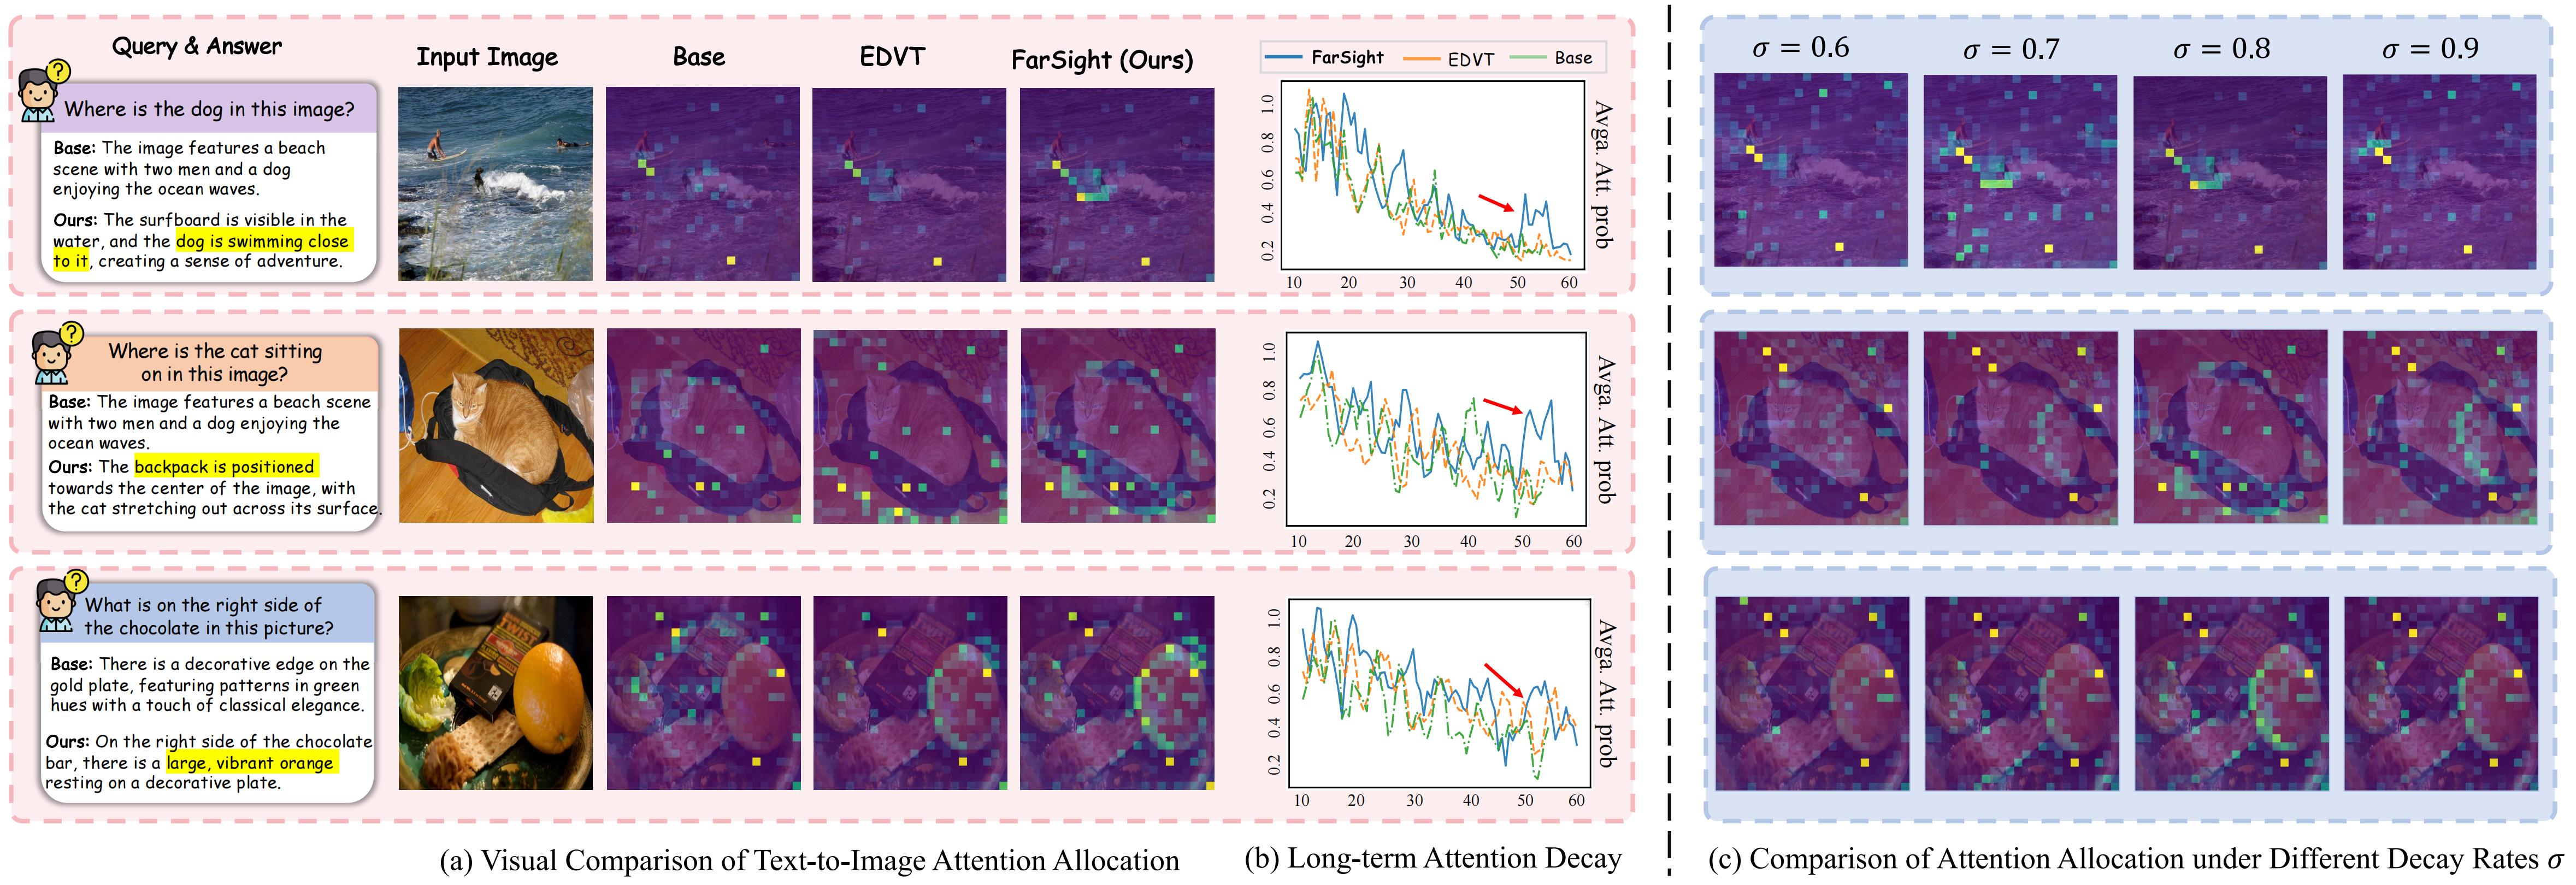 Query & Answer
Input Image
Base
EDVT
FarSight (Ours)
FarSight
EDVT
Base
σ = 0.6
σ = 0.7
σ = 0.8
σ = 0.9
?
Where is the dog in this image?
Base: The image features a beach
scene with two men and a dog
enjoying the ocean waves.
Ours: The surfboard is visible in the
water, and the dog is swimming close
to it, creating a sense of adventure.
1.0
0.8
0.6
0.4
0.2
10 20 30 40 50 60
Avga. Att. prob
?
Where is the cat sitting
on in this image?
Base: The image features a beach scene
with two men and a dog enjoying the
ocean waves.
Ours: The backpack is positioned
towards the center of the image, with
the cat stretching out across its surface.
1.0
0.8
0.6
0.4
0.2
10 20 30 40 50 60
Avga. Att. prob
?
What is on the right side of
the chocolate in this picture?
Base: There is a decorative edge on the
gold plate, featuring patterns in green
hues with a touch of classical elegance.
Ours: On the right side of the chocolate
bar, there is a large, vibrant orange
resting on a decorative plate.
TWIST
1.0
0.8
0.6
0.4
0.2
10 20 30 40 50 60
Avga. Att. prob
(a) Visual Comparison of Text-to-Image Attention Allocation
(b) Long-term Attention Decay
(c) Comparison of Attention Allocation under Different Decay Rates σ